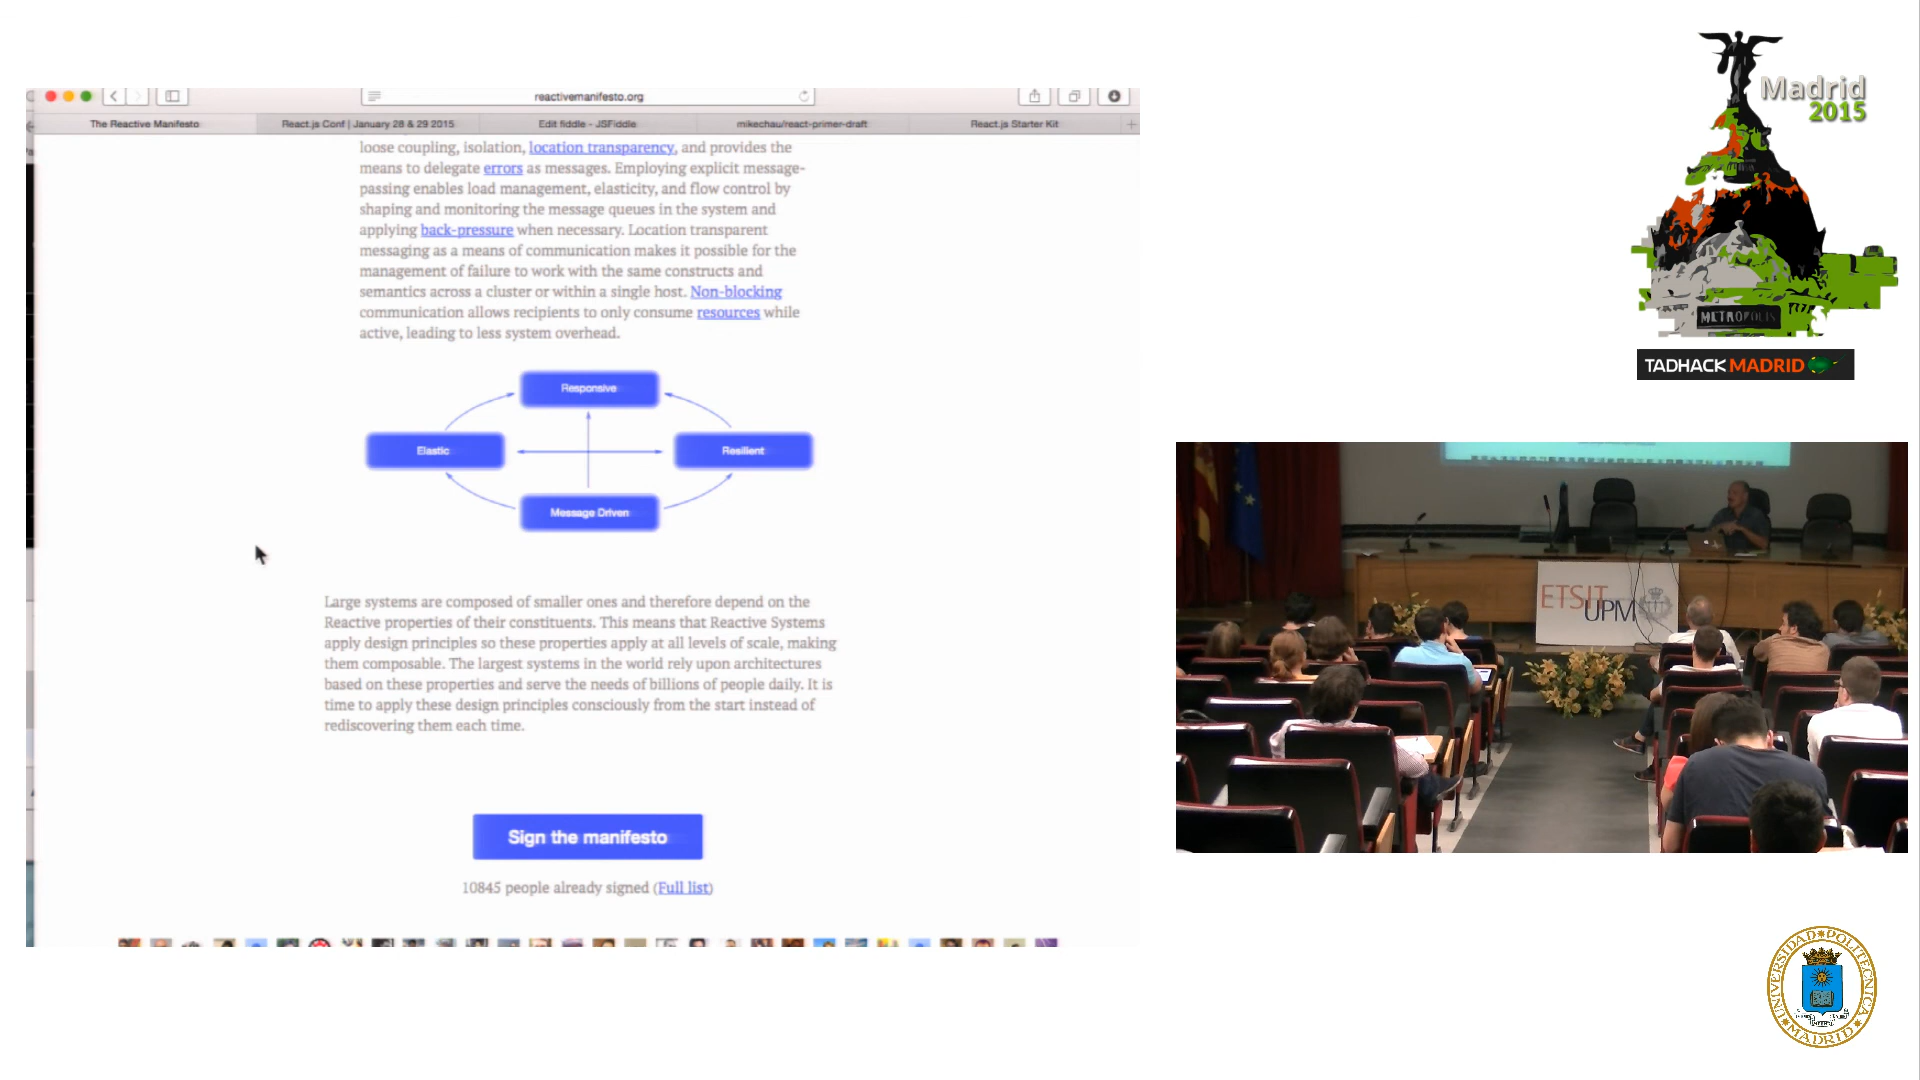 reactivemanifesto.org
The Reactive Manifesto
React.js Conf | January 28 & 29 2015
Edit fiddle - JSFiddle
mikechau/react-primer-draft
React.js Starter Kit
loose coupling, isolation, location transparency, and provides the
means to delegate errors as messages. Employing explicit message-
passing enables load management, elasticity, and flow control by
shaping and monitoring the message queues in the system and
applying back-pressure when necessary. Location transparent
messaging as a means of communication makes it possible for the
management of failure to work with the same constructs and
semantics across a cluster or within a single host. Non-blocking
communication allows recipients to only consume resources while
active, leading to less system overhead.
Responsive
Elastic
Resilient
Message Driven
Large systems are composed of smaller ones and therefore depend on the
Reactive properties of their constituents. This means that Reactive Systems
apply design principles so these properties apply at all levels of scale, making
them composable. The largest systems in the world rely upon architectures
based on these properties and serve the needs of billions of people daily. It is
time to apply these design principles consciously from the start instead of
rediscovering them each time.
Sign the manifesto
10845 people already signed (Full list)
Madrid
2015
METROPOLIS
TADHACK MADRID
ETSIT
UPM
UNIVERSIDAD POLITECNICA
MADRID